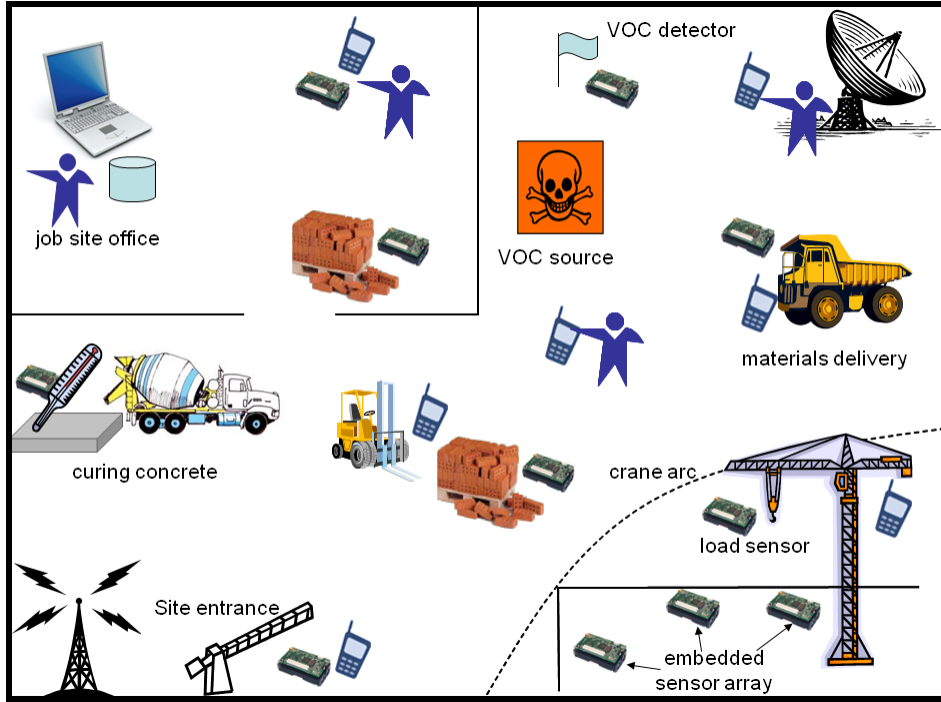 VOC detector
job site office
VOC source
materials delivery
curing concrete
crane arc
load sensor
Site entrance
embedded
sensor array